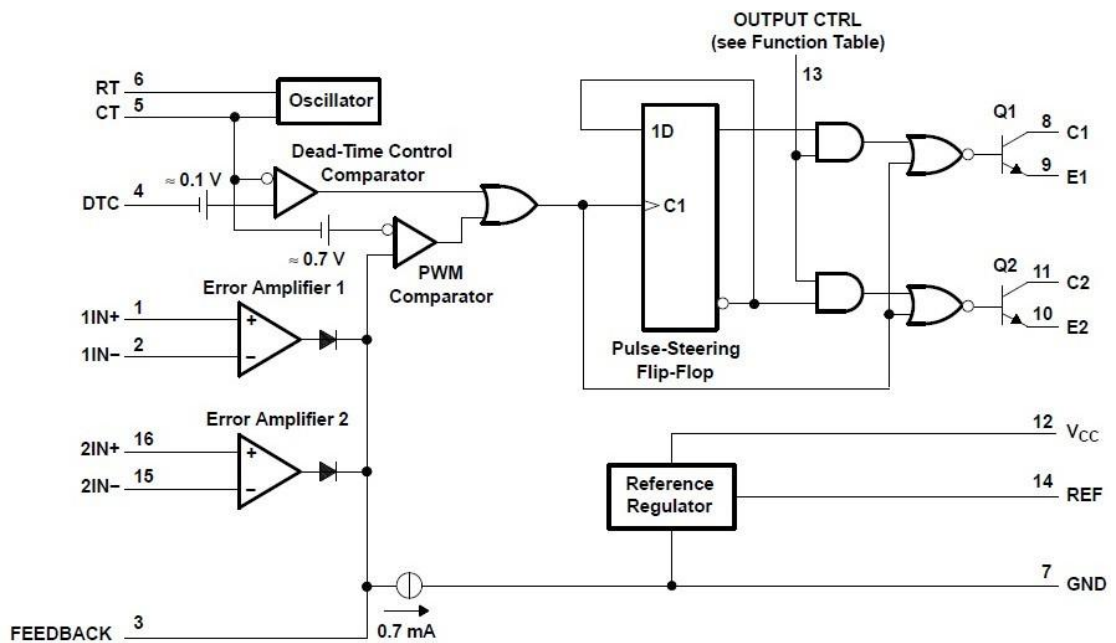 OUTPUT CTRL
(see Function Table)
13
RT 6
CT 5
Oscillator
1D
Q1
8 C1
9 E1
Dead-Time Control
Comparator
≈ 0.1 V
DTC 4
C1
≈ 0.7 V
PWM
Comparator
Q2
11 C2
10 E2
Error Amplifier 1
1IN+ 1
+
1IN− 2
−
Pulse-Steering
Flip-Flop
Error Amplifier 2
2IN+ 16
+
2IN− 15
−
12 VCC
Reference
Regulator
14 REF
7 GND
0.7 mA
FEEDBACK 3